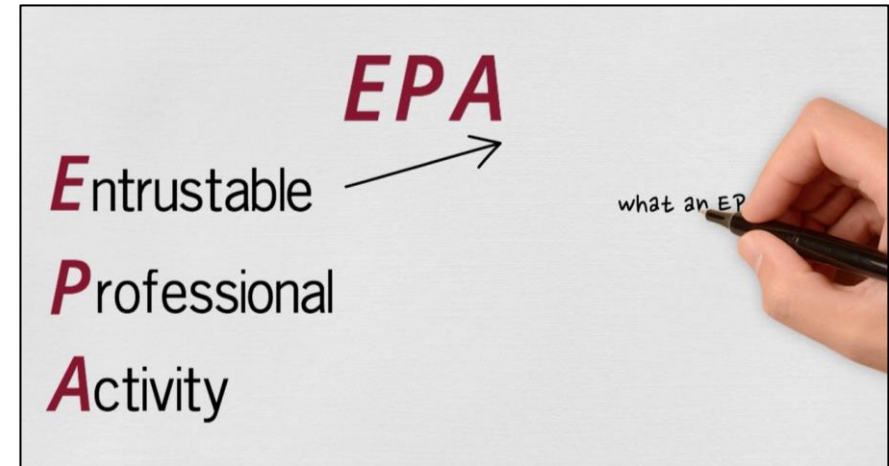 EPA
Entrustable
what an EP
Professional
Activity